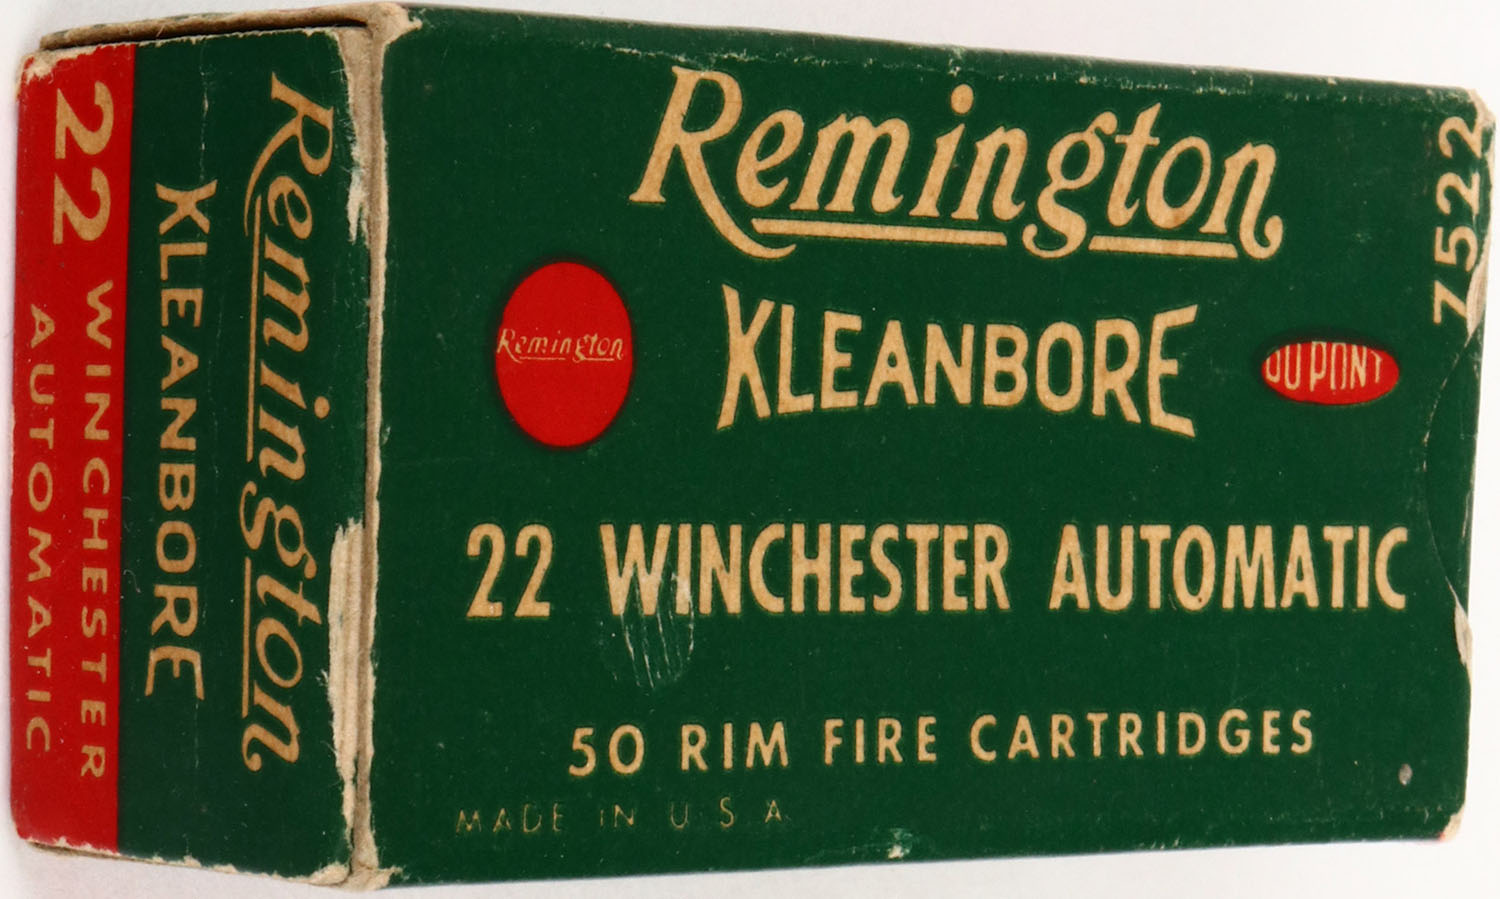 Remington
KLEANBORE
22 WINCHESTER
AUTOMATIC
Remington
KLEANBORE
Remington
DU PONT
22 WINCHESTER AUTOMATIC
50 RIM FIRE CARTRIDGES
MADE IN U S A
7522